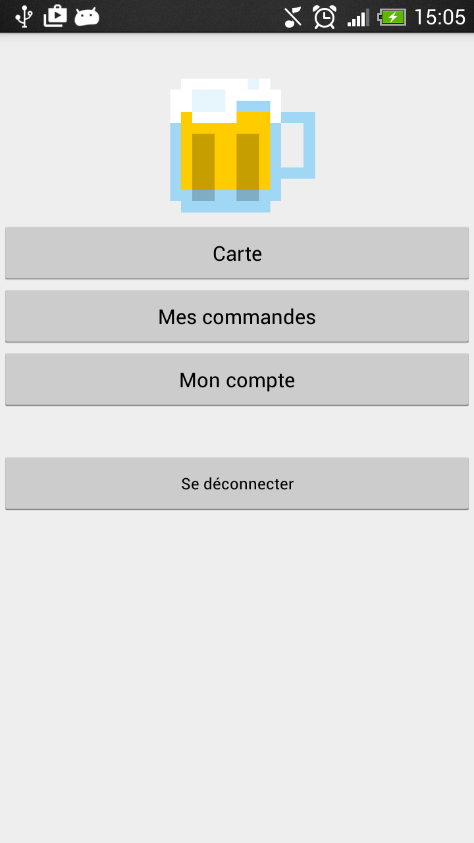 15:05
Carte
Mes commandes
Mon compte
Se déconnecter